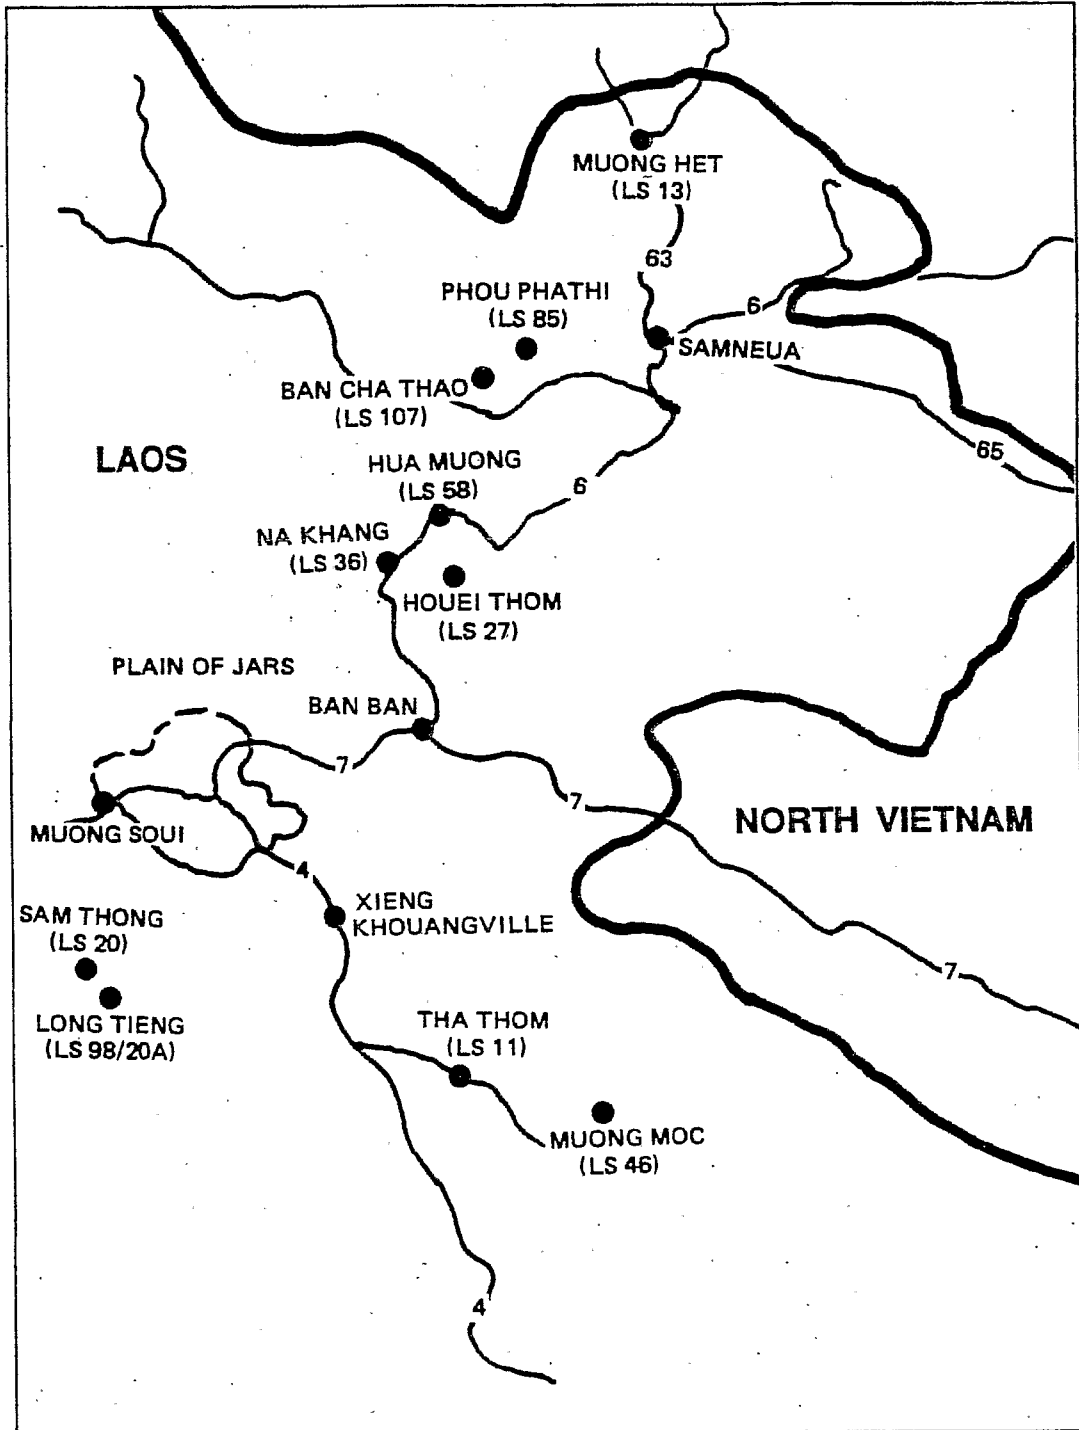 MUONG HET
(LS 13)
63
PHOU PHATHI
(LS 85)
6
SAMNEUA
BAN CHA THAO
(LS 107)
65
LAOS
HUA MUONG
(LS 58)
6
NA KHANG
(LS 36)
HOUEI THOM
(LS 27)
PLAIN OF JARS
BAN BAN
7
7
NORTH VIETNAM
MUONG SOUI
4
XIENG
KHOUANGVILLE
SAM THONG
(LS 20)
7
LONG TIENG
(LS 98/20A)
THA THOM
(LS 11)
MUONG MOC
(LS 46)
4